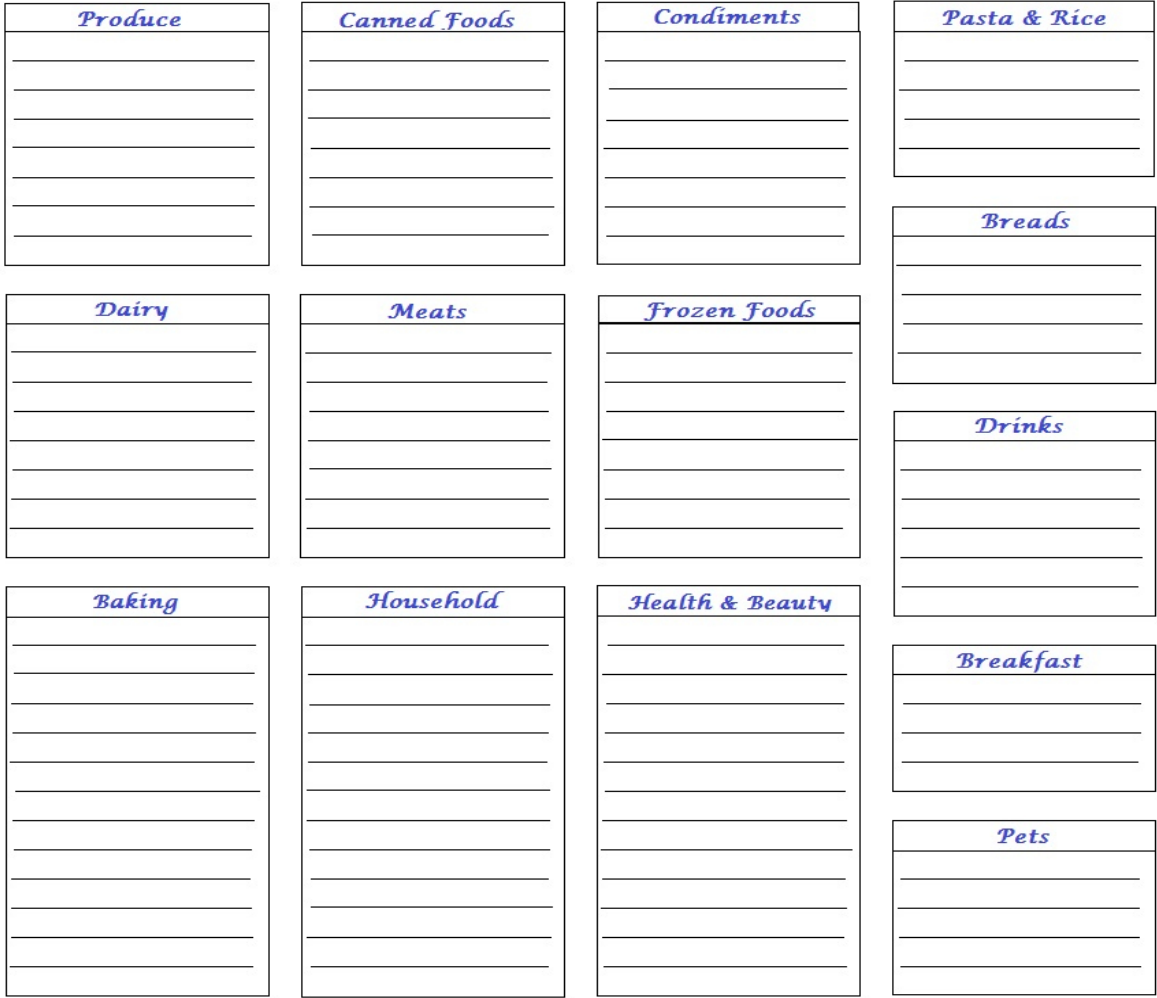 Produce
Canned Foods
Condiments
Pasta & Rice
Breads
Dairy
Meats
Frozen Foods
Drinks
Baking
Household
Health & Beauty
Breakfast
Pets